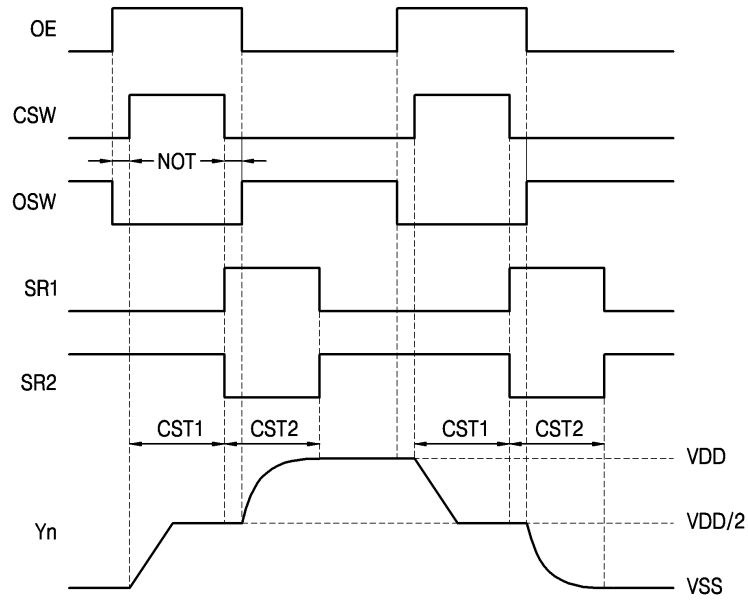 OE
CSW
NOT
OSW
SR1
SR2
CST1 CST2 CST1 CST2
VDD
VDD/2
Yn
VSS